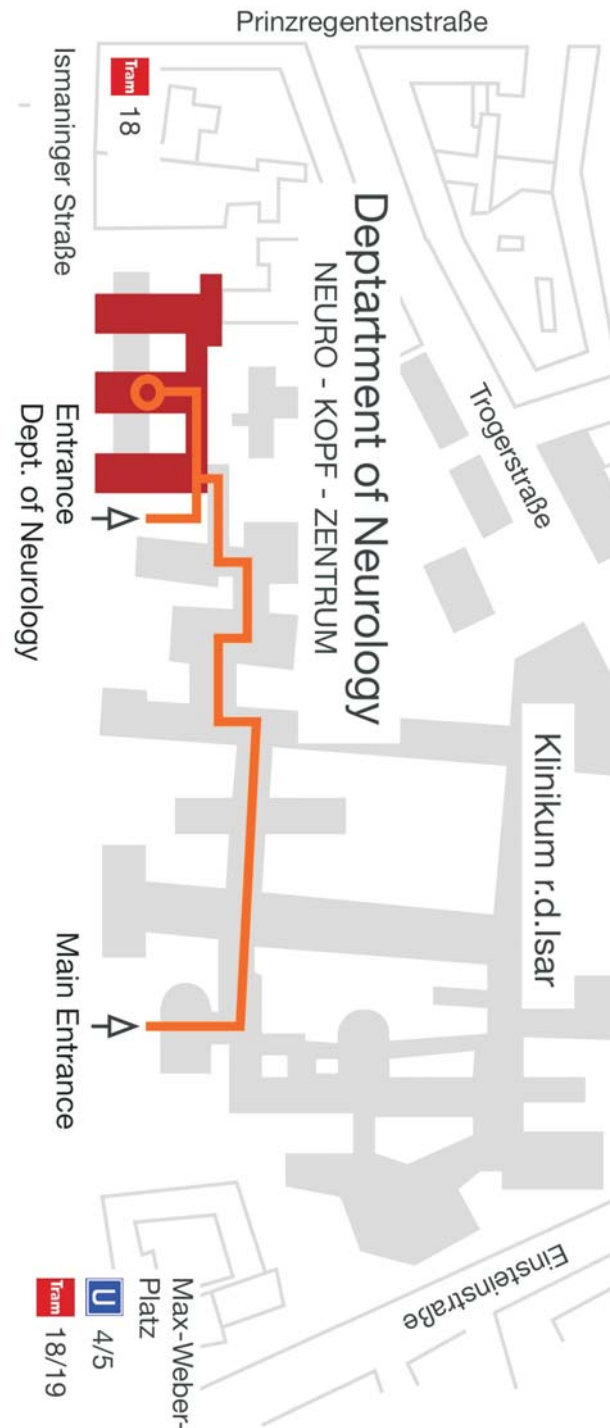 Prinzregentenstraße
Ismaninger Straße
Tram 18
Deptartment of Neurology
NEURO - KOPF - ZENTRUM
Trogerstraße
Entrance
Dept. of Neurology
Klinikum r.d.Isar
Main Entrance
Einsteinstraße
Max-Weber-
Platz
U 4/5
Tram 18/19